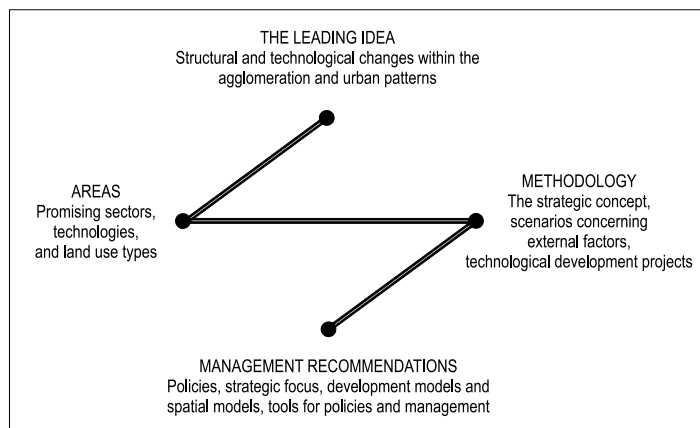 THE LEADING IDEA
Structural and technological changes within the
agglomeration and urban patterns
AREAS
Promising sectors,
technologies,
and land use types
METHODOLOGY
The strategic concept,
scenarios concerning
external factors,
technological development projects
MANAGEMENT RECOMMENDATIONS
Policies, strategic focus, development models and
spatial models, tools for policies and management